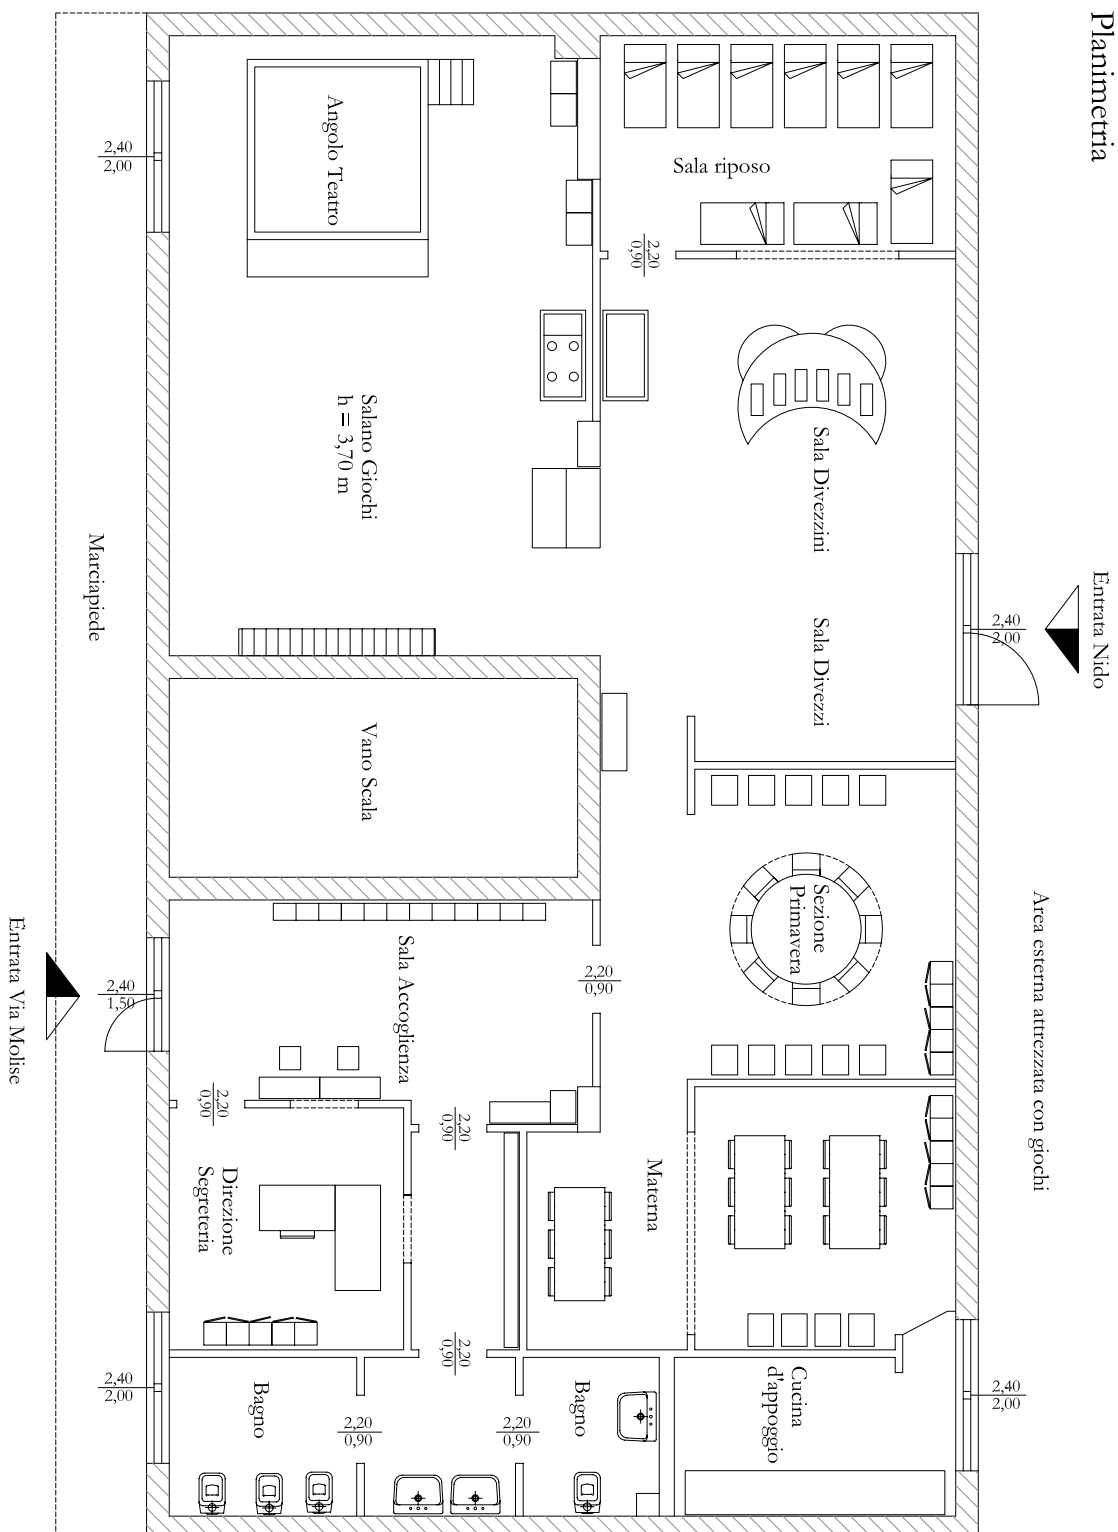 Planimetria
Entrata Nido
Area esterna attrezzata con giochi
2,40
2,00
2,40
2,00
Sala riposo
Sala Divezzini
Sala Divezzi
Sezione
Primavera
Cucina
d'appoggio
2,20
0,90
2,20
0,90
Materna
Bagno
2,20
0,90
2,20
0,90
2,20
0,90
Angolo Teatro
Salano Giochi
h = 3,70 m
Vano Scala
Sala Accoglienza
2,20
0,90
Direzione
Segreteria
Bagno
2,20
0,90
2,40
2,00
2,40
1,50
2,40
2,00
Marciapiede
Entrata Via Molise